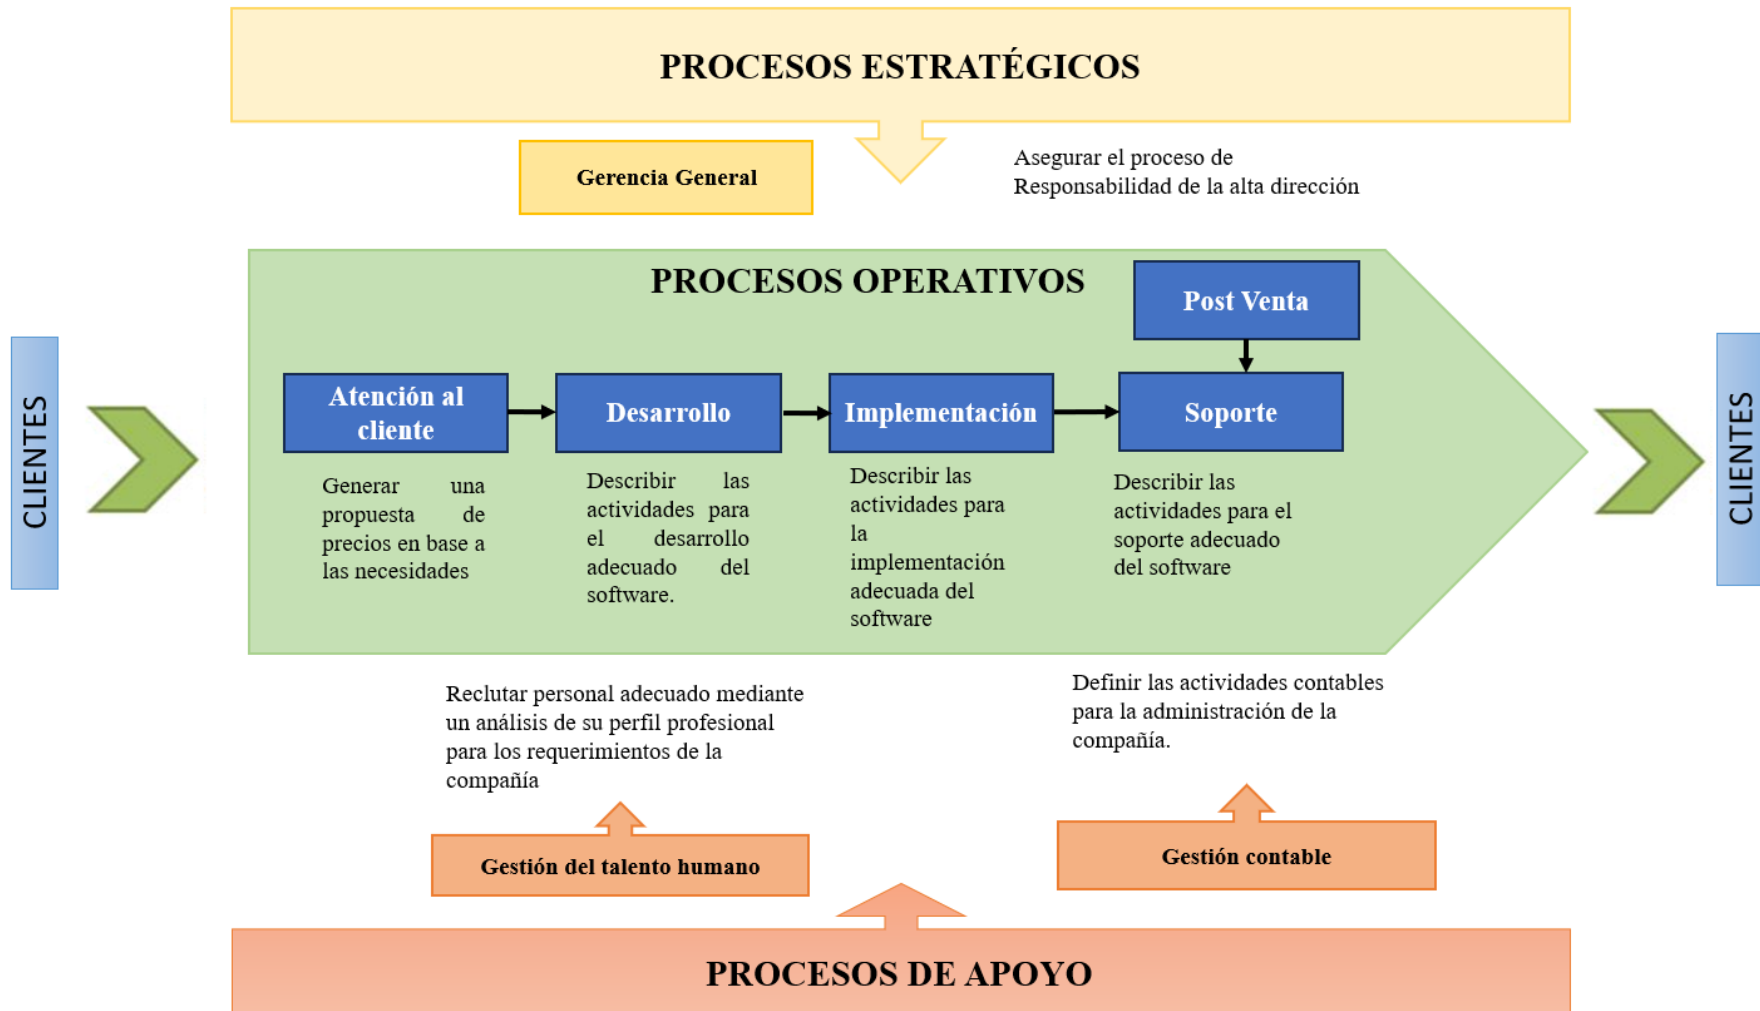 PROCESOS ESTRATÉGICOS
Gerencia General
Asegurar el proceso de
Responsabilidad de la alta dirección
PROCESOS OPERATIVOS
Post Venta
CLIENTES
Atención al
cliente
Desarrollo
Implementación
Soporte
CLIENTES
Generar una
propuesta de
precios en base a
las necesidades
Describir las
actividades para
el desarrollo
adecuado del
software.
Describir las
actividades para
la
implementación
adecuada del
software
Describir las
actividades para el
soporte adecuado
del software
Reclutar personal adecuado mediante
un análisis de su perfil profesional
para los requerimientos de la
compañía
Definir las actividades contables
para la administración de la
compañía.
Gestión del talento humano
Gestión contable
PROCESOS DE APOYO